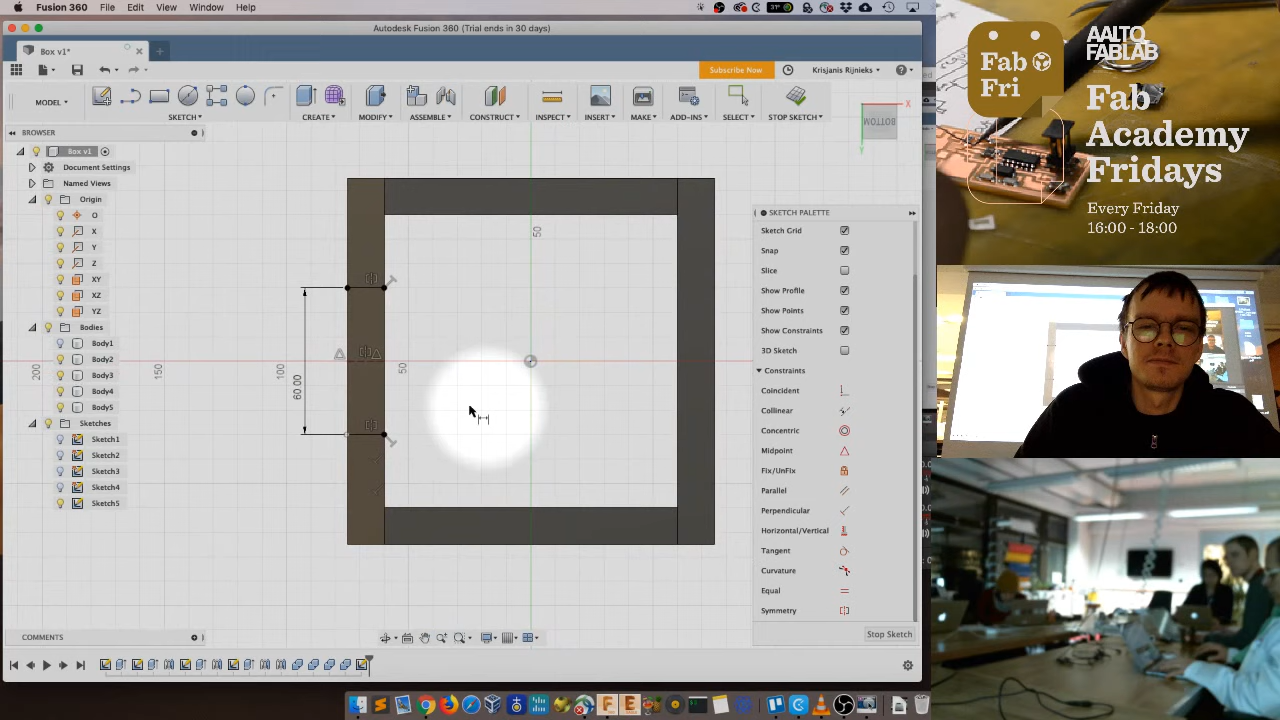 Fusion 360 File Edit View Window Help
31°
Autodesk Fusion 360 (Trial ends in 30 days)
Box v1*
Subscribe Now
Krisjanis Rijnieks
MODEL
SKETCH
CREATE
MODIFY
ASSEMBLE
CONSTRUCT
INSPECT
INSERT
MAKE
ADD-INS
SELECT
STOP SKETCH
BROWSER
Box v1
Document Settings
Named Views
Origin
O
X
Y
Z
XY
XZ
YZ
Bodies
Body1
Body2
Body3
Body4
Body5
Sketches
Sketch1
Sketch2
Sketch3
Sketch4
Sketch5
COMMENTS
200
150
100
50
50
60.00
X
BOTTOM
Y
SKETCH PALETTE
Sketch Grid
Snap
Slice
Show Profile
Show Points
Show Constraints
3D Sketch
Constraints
Coincident
Collinear
Concentric
Midpoint
Fix/UnFix
Parallel
Perpendicular
Horizontal/Vertical
Tangent
Curvature
Equal
Symmetry
Stop Sketch
Fab
Fri
AALTO
FABLAB
Fab
Academy
Fridays
Every Friday
16:00 - 18:00